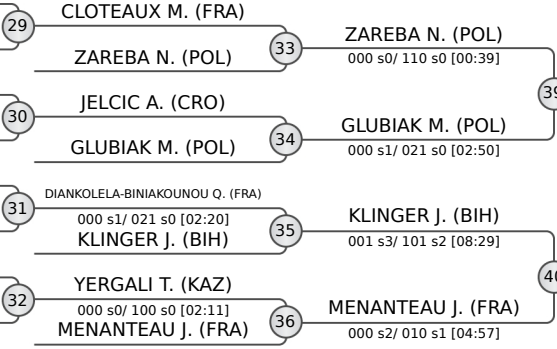 CLOTEAUX M. (FRA)
29
33
ZAREBA N. (POL)
ZAREBA N. (POL)
000 s0/ 110 s0 [00:39]
39
JELCIC A. (CRO)
30
34
GLUBIAK M. (POL)
GLUBIAK M. (POL)
000 s1/ 021 s0 [02:50]
DIANKOLELA-BINIAKOUNOU Q. (FRA)
31
000 s1/ 021 s0 [02:20]
35
KLINGER J. (BIH)
KLINGER J. (BIH)
001 s3/ 101 s2 [08:29]
40
YERGALI T. (KAZ)
32
000 s0/ 100 s0 [02:11]
36
MENANTEAU J. (FRA)
MENANTEAU J. (FRA)
000 s2/ 010 s1 [04:57]